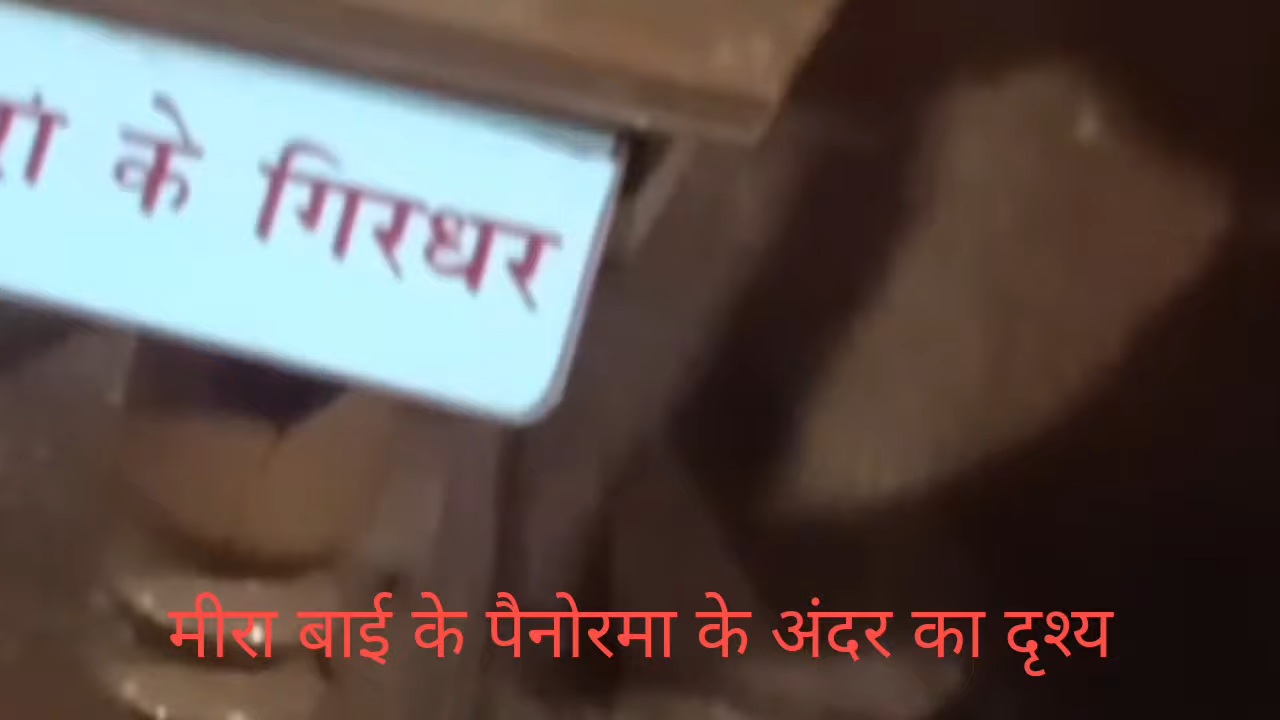 के गिरधर
मीरा बाई के पैनोरमा के अंदर का दृश्य